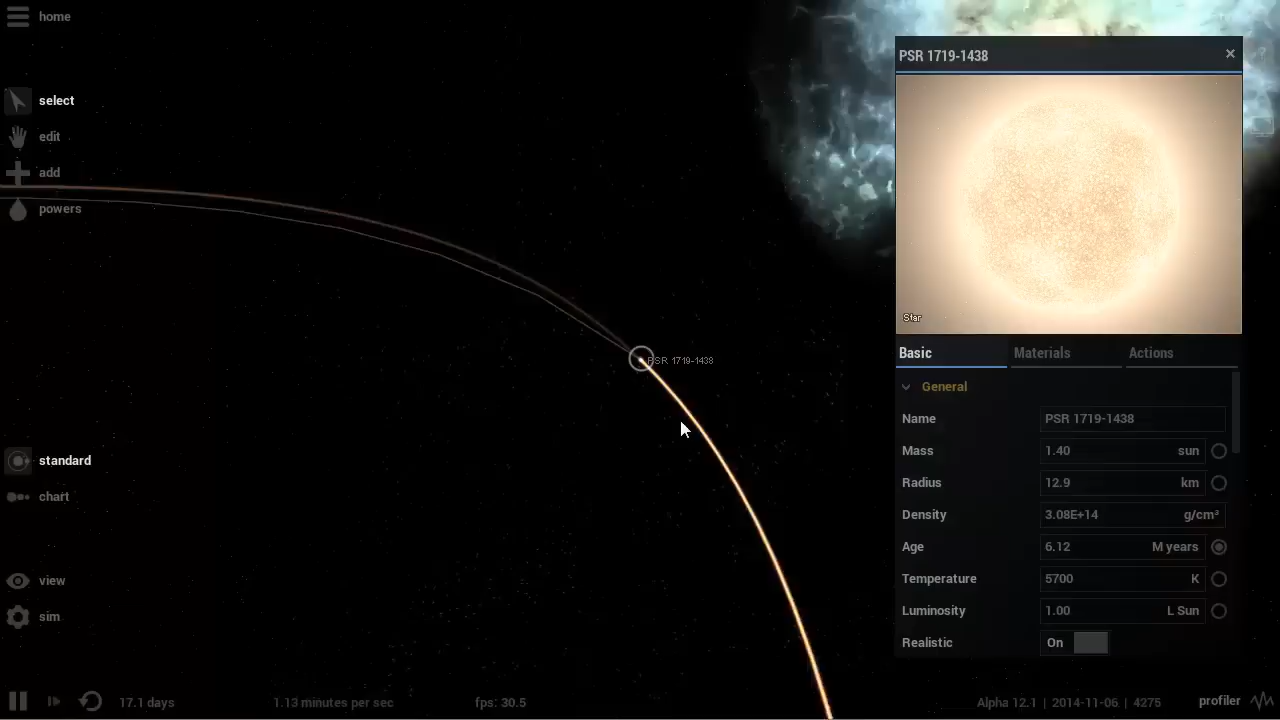 home
select
edit
add
powers
standard
chart
view
sim
17.1 days
1.13 minutes per sec
fps: 30.5
PSR 1719-1438
PSR 1719-1438
Star
Basic Materials Actions
General
Name PSR 1719-1438
Mass 1.40 sun
Radius 12.9 km
Density 3.08E+14 g/cm³
Age 6.12 M years
Temperature 5700 K
Luminosity 1.00 L Sun
Realistic On
Alpha 12.1 | 2014-11-06 | 4275
profiler